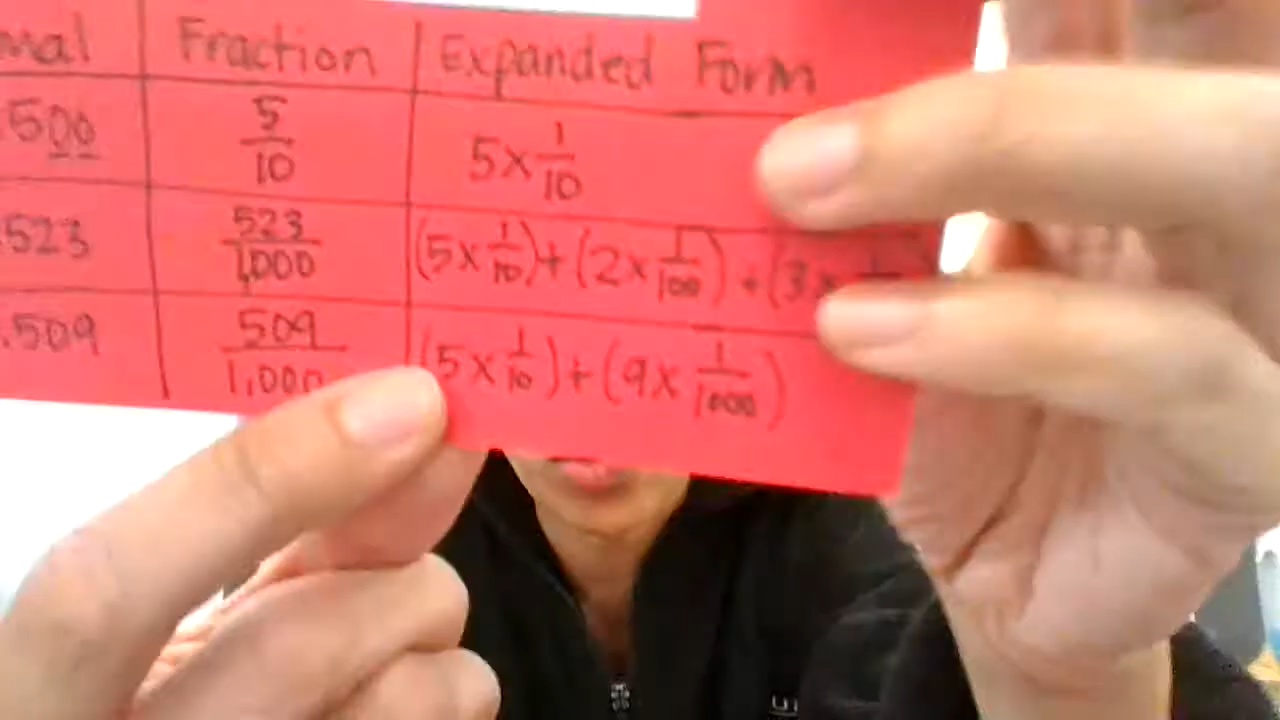 mal Fraction Expanded Form
.500 5/10 5 x 1/10
.523 523/1,000 (5 x 1/10) + (2 x 1/100) + (3 x 1/
.509 509/1,000 (5 x 1/10) + (9 x 1/1000)